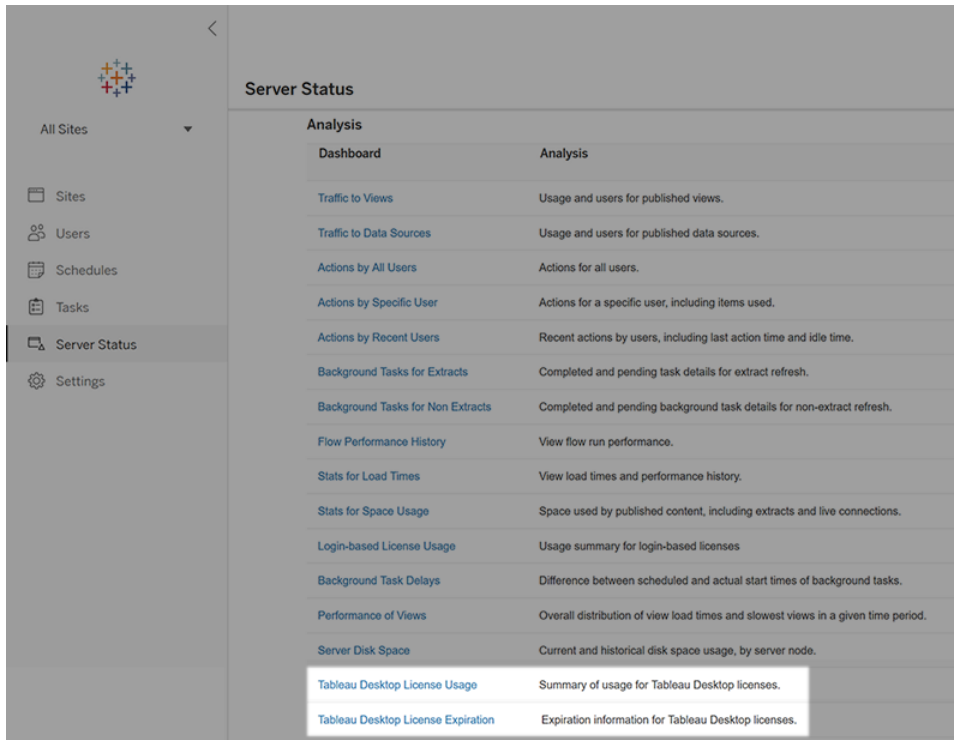 All Sites
Sites
Users
Schedules
Tasks
Server Status
Settings
Server Status
Analysis
Dashboard Analysis
Traffic to Views Usage and users for published views.
Traffic to Data Sources Usage and users for published data sources.
Actions by All Users Actions for all users.
Actions by Specific User Actions for a specific user, including items used.
Actions by Recent Users Recent actions by users, including last action time and idle time.
Background Tasks for Extracts Completed and pending task details for extract refresh.
Background Tasks for Non Extracts Completed and pending background task details for non-extract refresh.
Flow Performance History View flow run performance.
Stats for Load Times View load times and performance history.
Stats for Space Usage Space used by published content, including extracts and live connections.
Login-based License Usage Usage summary for login-based licenses
Background Task Delays Difference between scheduled and actual start times of background tasks.
Performance of Views Overall distribution of view load times and slowest views in a given time period.
Server Disk Space Current and historical disk space usage, by server node.
Tableau Desktop License Usage Summary of usage for Tableau Desktop licenses.
Tableau Desktop License Expiration Expiration information for Tableau Desktop licenses.